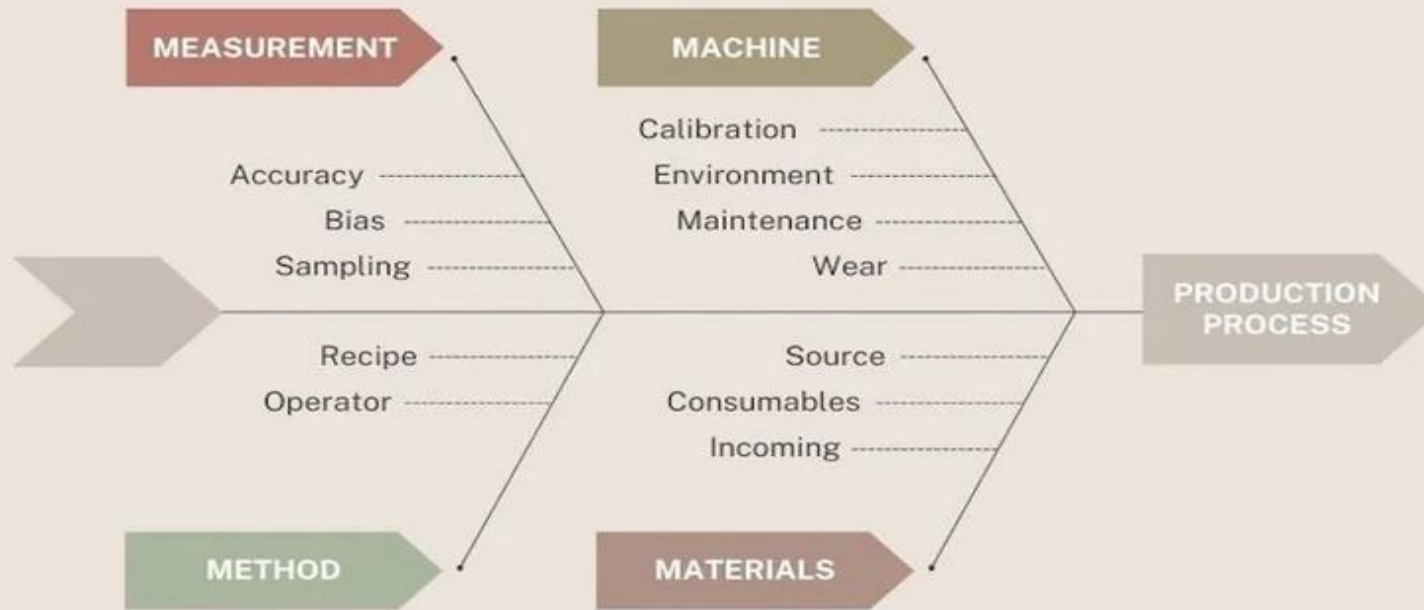 MEASUREMENT
MACHINE
Calibration
Accuracy
Environment
Bias
Maintenance
Sampling
Wear
PRODUCTION
PROCESS
Recipe
Source
Operator
Consumables
Incoming
METHOD
MATERIALS